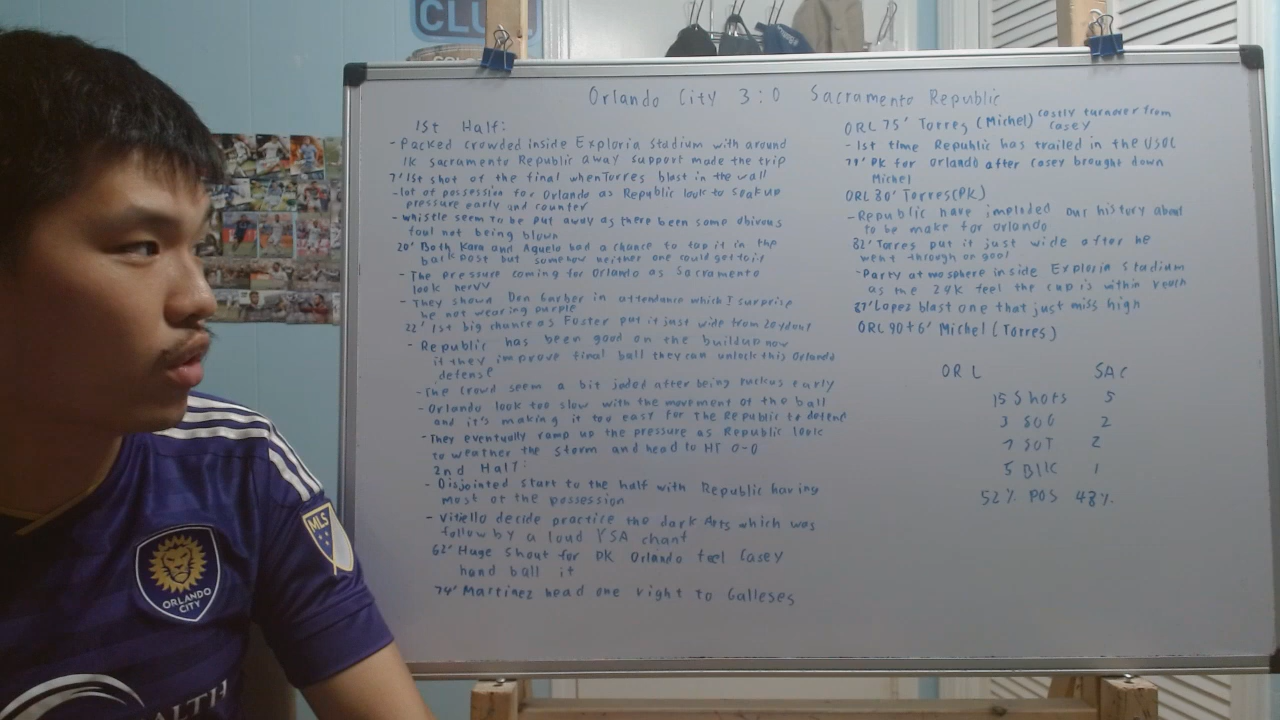 CLU
Orlando City 3:0 Sacramento Republic
1st Half:
- Packed crowded inside Exploria Stadium with around
1k Sacramento Republic away support made the trip
7' 1st shot of the final when Torres blast in the wall
- lot of possession for Orlando as Republic look to soak up
pressure early and counter
- whistle seem to be put away as there been some obivous
foul not being blown
20' Both Kara and Aguelo had a chance to tap it in the
back post but somehow neither one could get to it
- The pressure coming for Orlando as Sacramento
look nervy
- They shown Don Garber in attendance which I surprise
he not wearing purple
22' 1st big chance as Foster put it just wide from 20 yard
- Republic has been good on the buildup now
if they improve final ball they can unlock this Orlando
defense
- The crowd seem a bit jaded after being ruckus early
- Orlando look too slow with the movement of the ball
and it's making it too easy for the Republic to defend
- They eventually ramp up the pressure as Republic look
to weather the storm and head to HT 0-0
2nd Half:
- Disjointed start to the half with Republic having
most of the possession
- Vitiello decide practice the dark Arts which was
follow by a loud YSA chant
62' Huge shout for PK Orlando feel Casey
hand ball it
74' Martinez head one right to Galleses
ORL 75' Torres (Michel) costly turnover from
Casey
- 1st time Republic has trailed in the USOC
79' PK for Orlando after Casey brought down
Michel
ORL 80' Torres (PK)
- Republic have imploded our history about
to be make for Orlando
82' Torres put it just wide after he
went through on goal
- Party atmosphere inside Exploria Stadium
as the 24k feel the cup is within reach
87' Lopez blast one that just miss high
ORL 90+6' Michel (Torres)
ORL SAC
15 Shots 5
3 SOG 2
7 SOT 2
5 Blk 1
52% POS 48%
MLS
ORLANDO
CITY